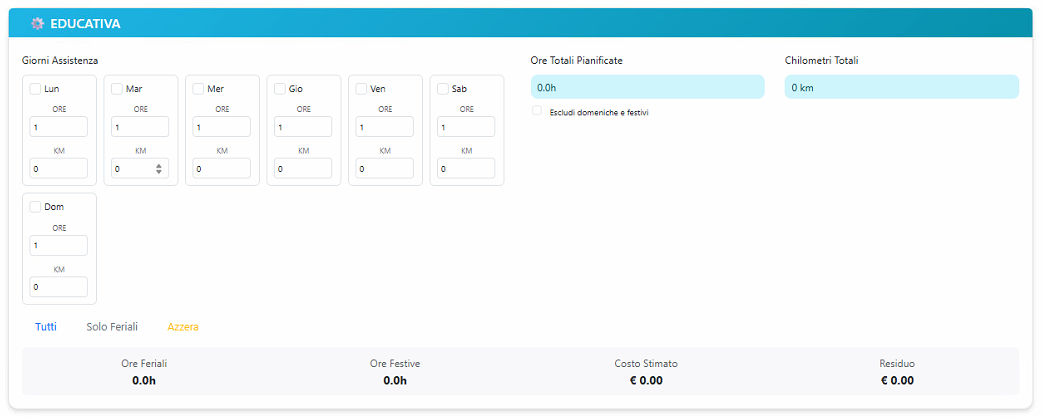 EDUCATIVA
Giorni Assistenza
Ore Totali Pianificate
Chilometri Totali
Lun Mar Mer Gio Ven Sab
0.0h
0 km
ORE ORE ORE ORE ORE ORE
Escludi domeniche e festivi
1 1 1 1 1 1
KM KM KM KM KM KM
0 0 0 0 0 0
Dom
ORE
1
KM
0
Tutti Solo Feriali Azzera
Ore Feriali Ore Festive Costo Stimato Residuo
0.0h 0.0h € 0.00 € 0.00